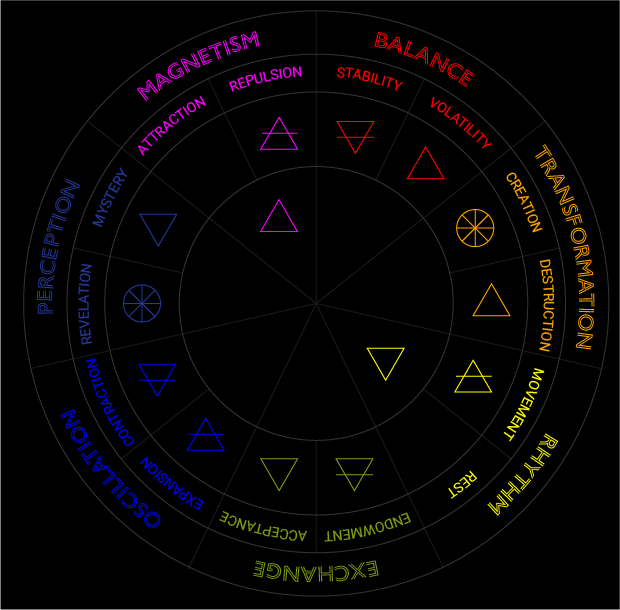 BALANCE
STABILITY
VOLATILITY
TRANSFORMATION
CREATION
DESTRUCTION
RHYTHM
MOVEMENT
REST
EXCHANGE
ENDOWMENT
ACCEPTANCE
OSCILLATION
EXPANSION
CONTRACTION
PERCEPTION
REVELATION
MYSTERY
MAGNETISM
ATTRACTION
REPULSION